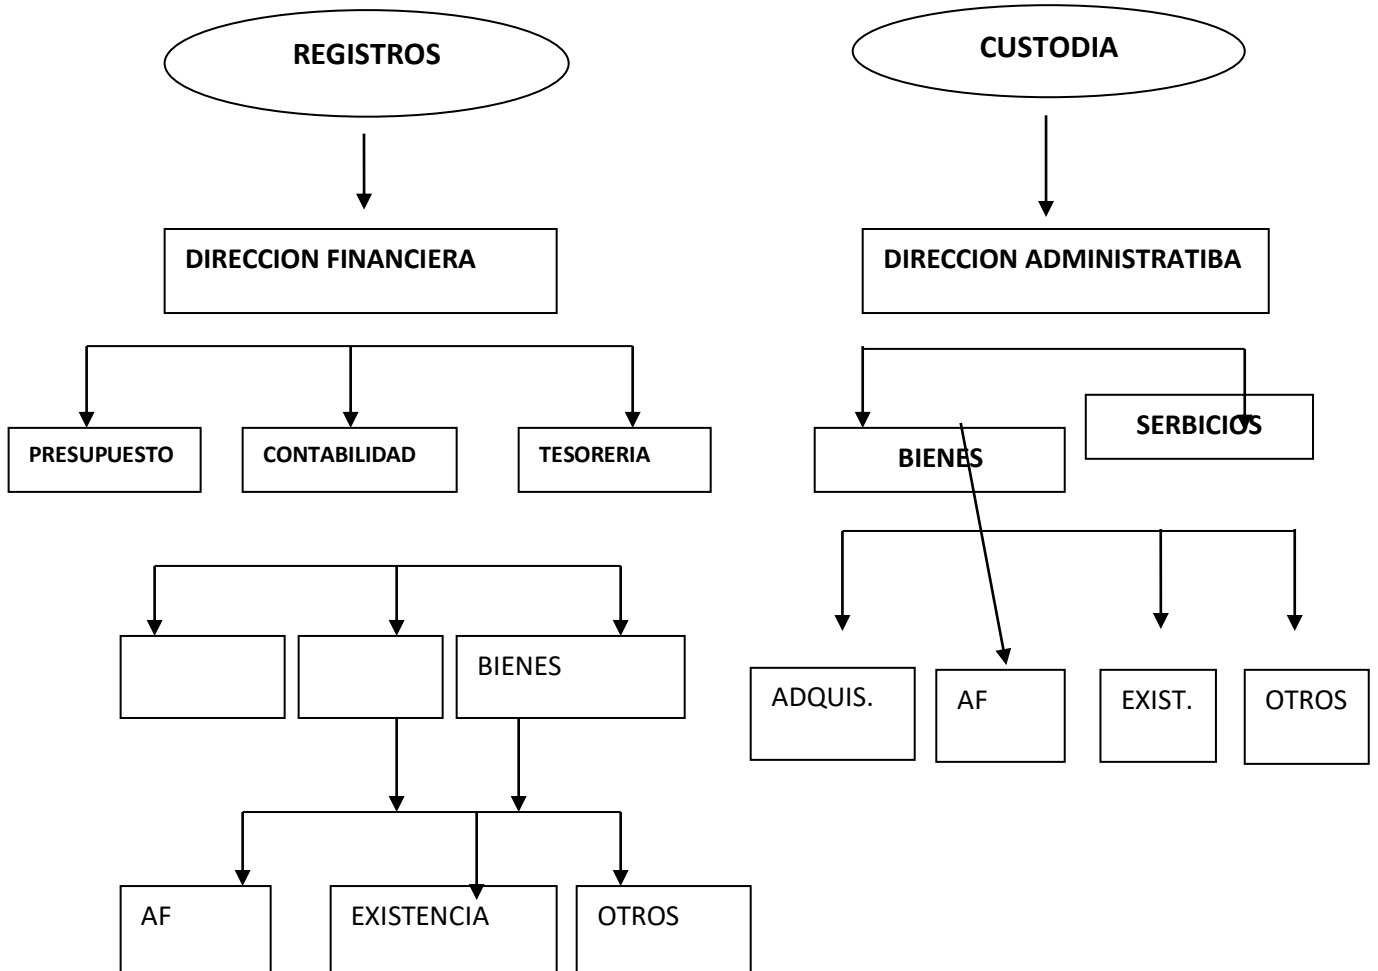 REGISTROS
CUSTODIA
DIRECCION FINANCIERA
DIRECCION ADMINISTRATIBA
PRESUPUESTO
CONTABILIDAD
TESORERIA
BIENES
SERBICIOS
BIENES
ADQUIS.
AF
EXIST.
OTROS
AF
EXISTENCIA
OTROS